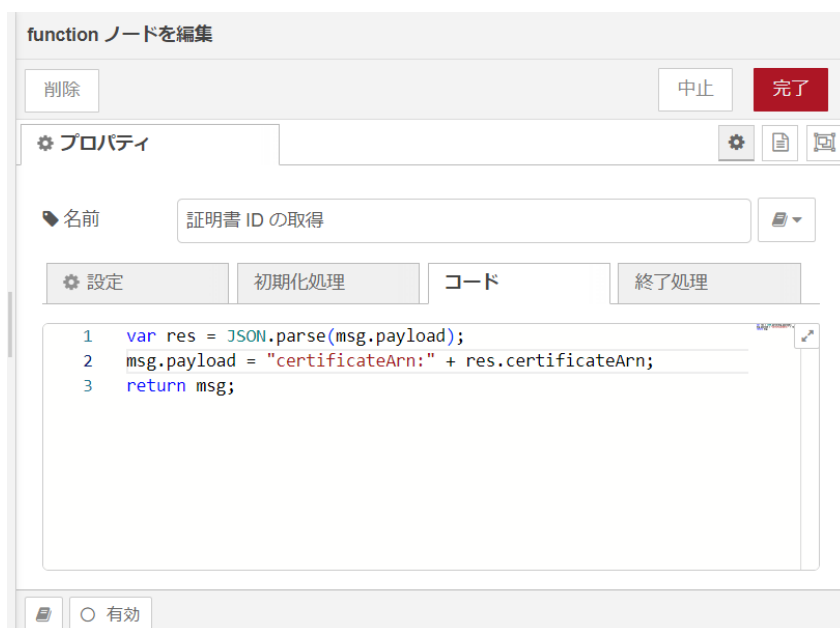 function ノードを編集
削除 中止 完了
プロパティ
名前 証明書 ID の取得
設定 初期化処理 コード 終了処理
1 var res = JSON.parse(msg.payload);
2 msg.payload = "certificateArn:" + res.certificateArn;
3 return msg;
有効